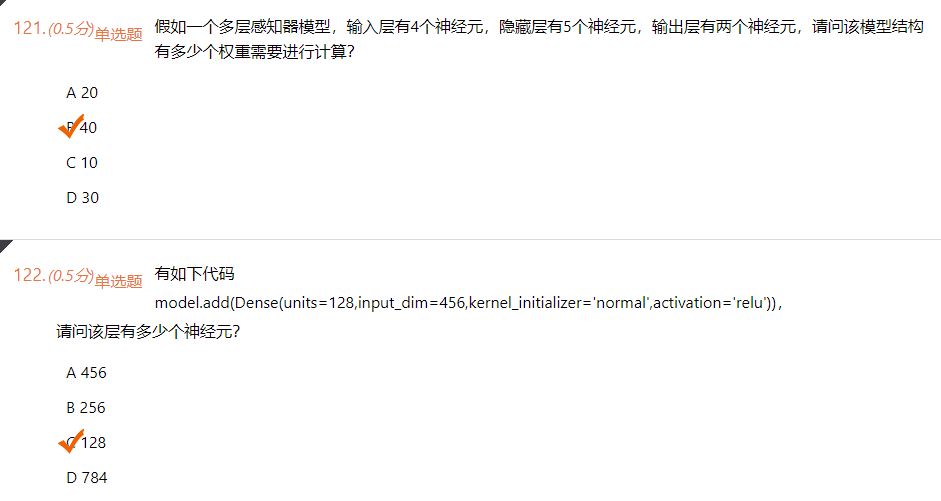 121.(0.5分)单选题 假如一个多层感知器模型，输入层有4个神经元，隐藏层有5个神经元，输出层有两个神经元，请问该模型结构
有多少个权重需要进行计算？
A 20
B 40
C 10
D 30
122.(0.5分)单选题 有如下代码
model.add(Dense(units=128,input_dim=456,kernel_initializer='normal',activation='relu'))，
请问该层有多少个神经元？
A 456
B 256
C 128
D 784